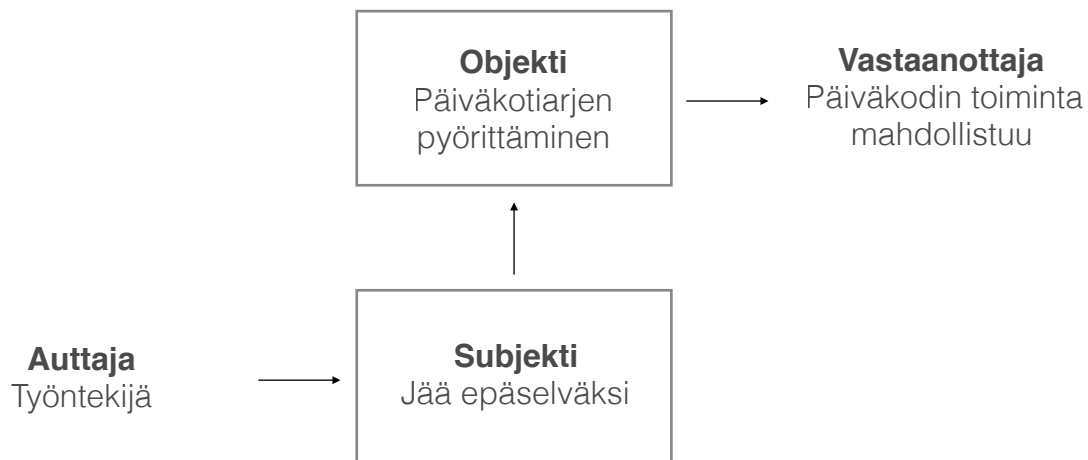 Objekti
Päiväkotiarjen
pyörittäminen
Vastaanottaja
Päiväkodin toiminta
mahdollistuu
Auttaja
Työntekijä
Subjekti
Jää epäselväksi